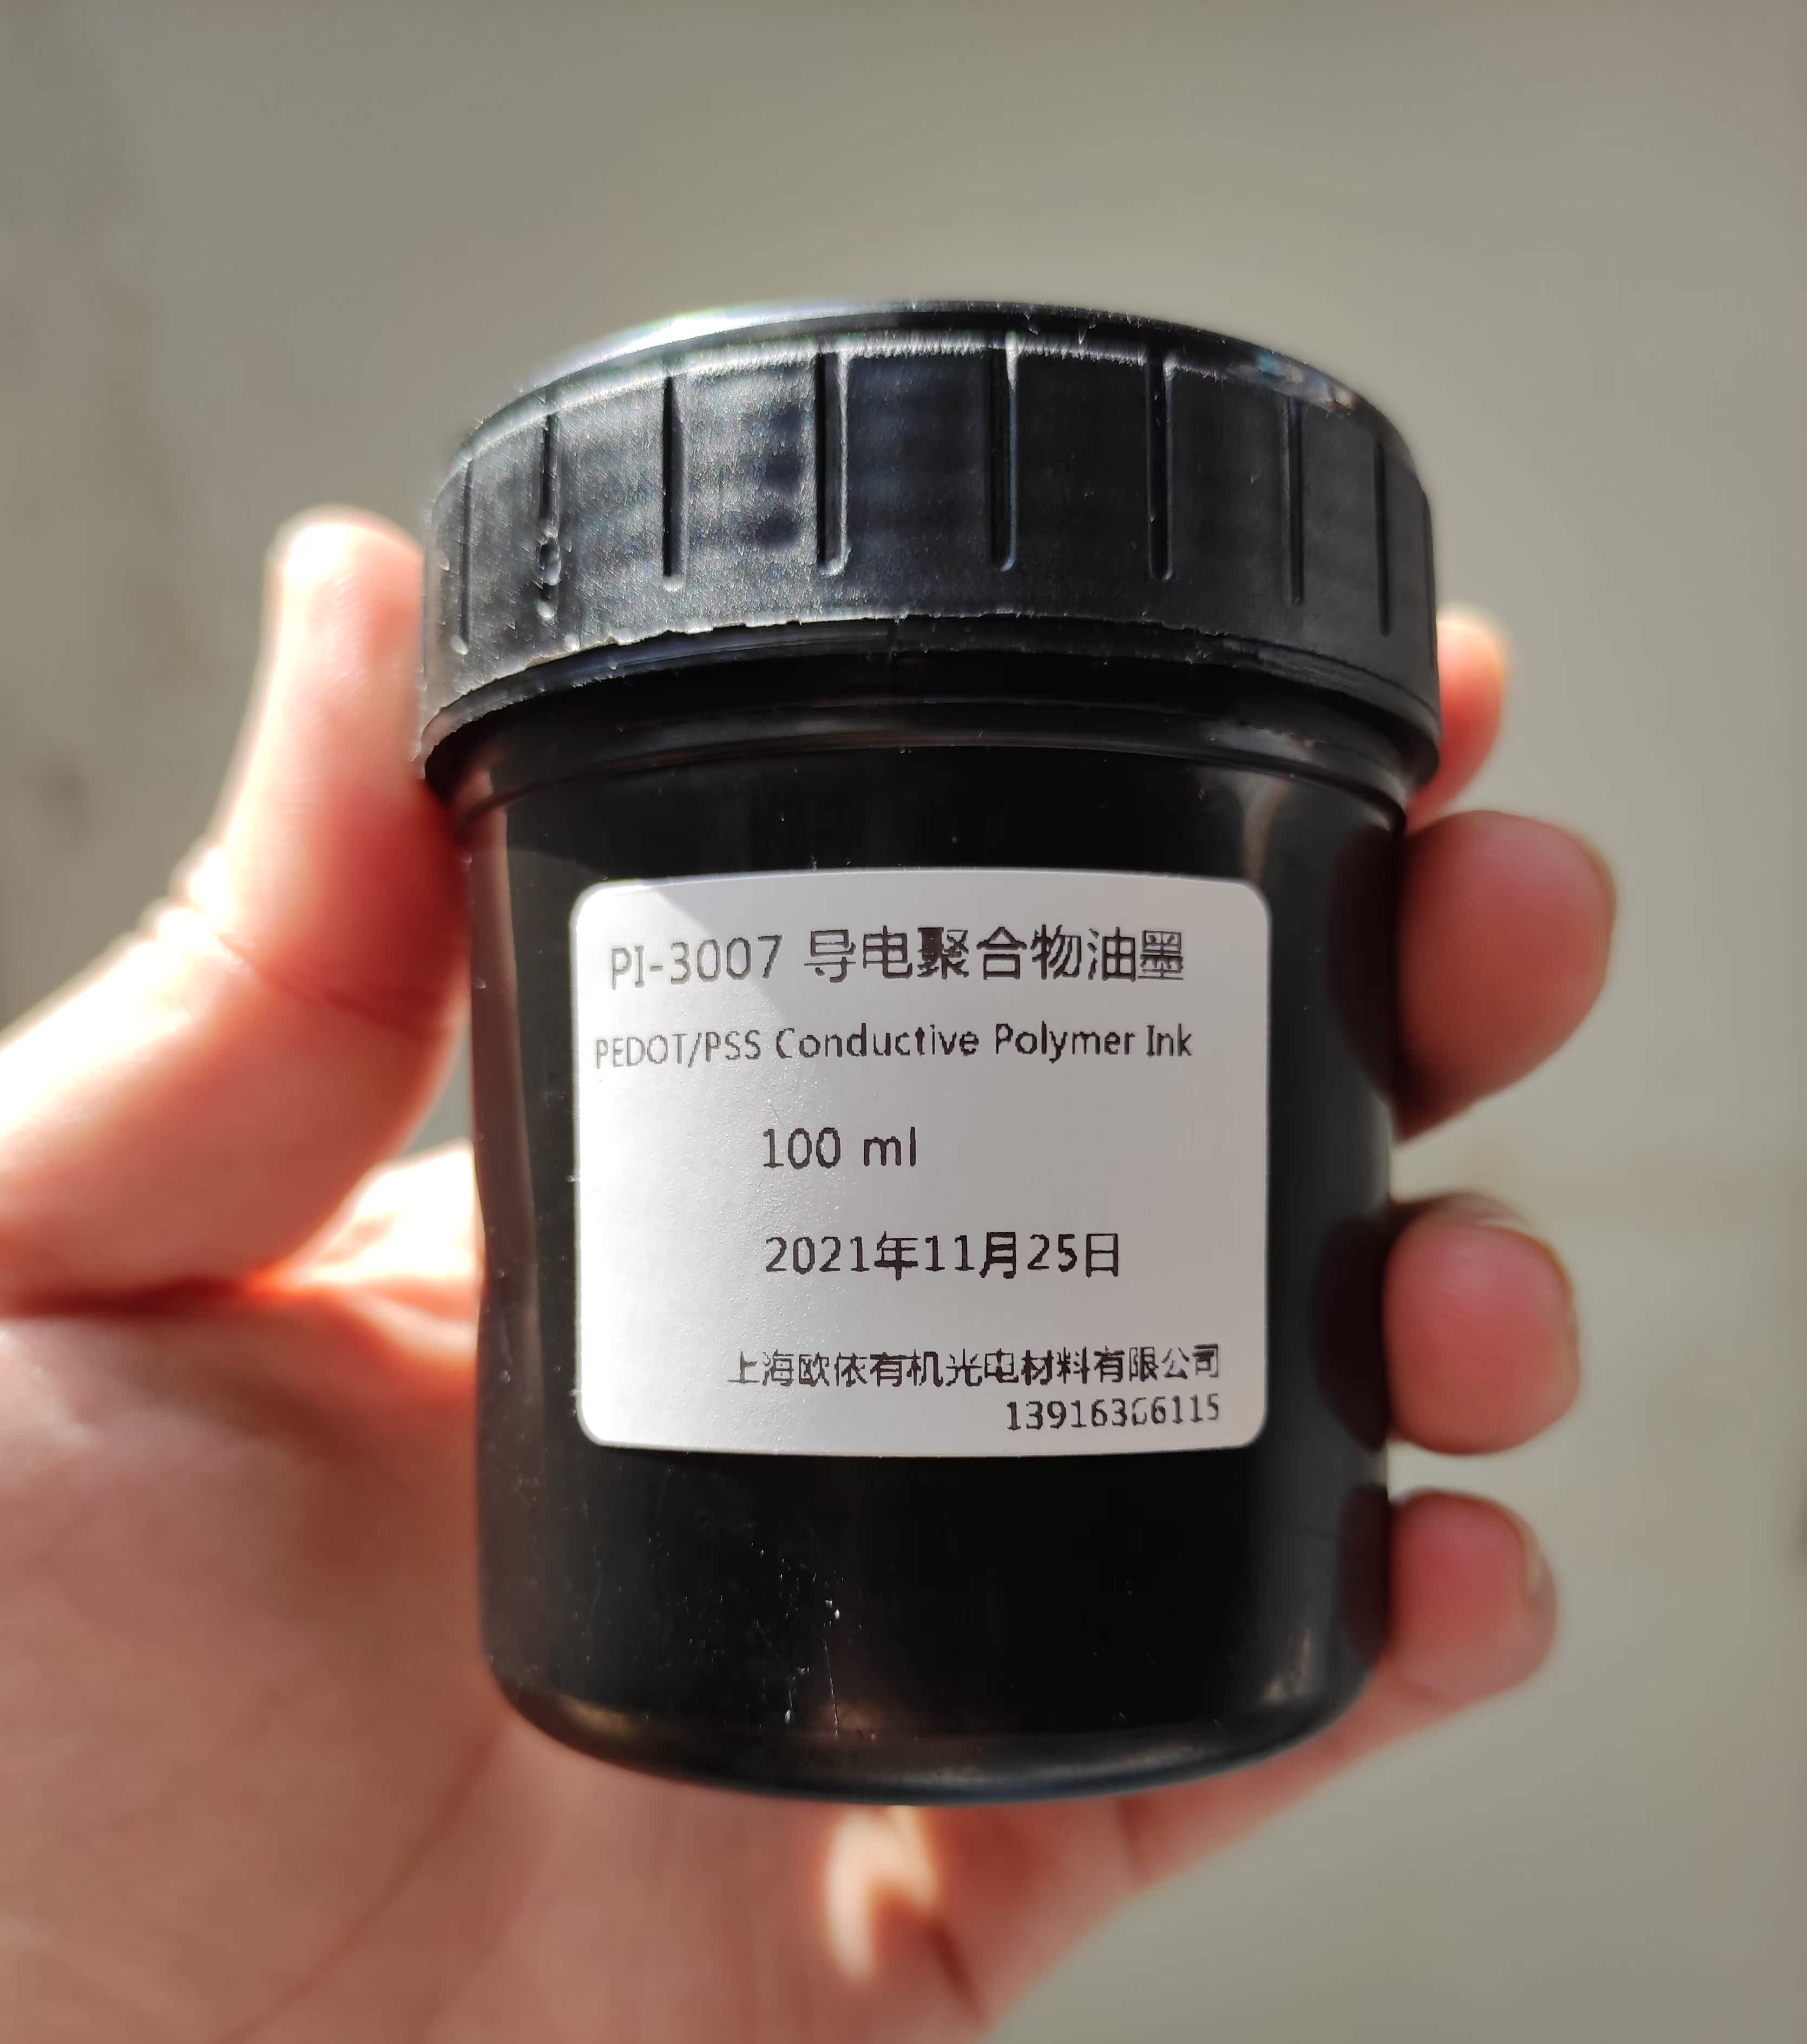 PI-3007 导电聚合物油墨
PEDOT/PSS Conductive Polymer Ink
100 ml
2021年11月25日
上海欧依有机光电材料有限公司
13916366115